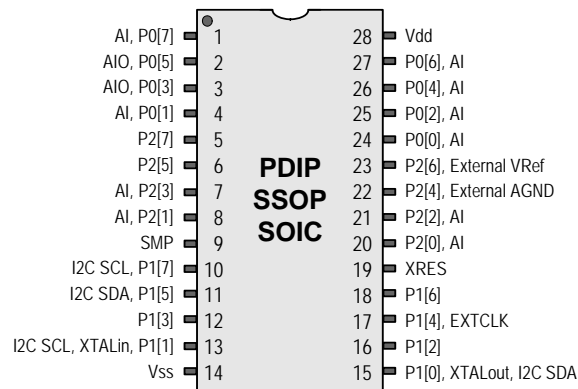 AI, P0[7] 1 28 Vdd
AIO, P0[5] 2 27 P0[6], AI
AIO, P0[3] 3 26 P0[4], AI
AI, P0[1] 4 25 P0[2], AI
P2[7] 5 24 P0[0], AI
P2[5] 6 PDIP 23 P2[6], External VRef
AI, P2[3] 7 SSOP 22 P2[4], External AGND
AI, P2[1] 8 SOIC 21 P2[2], AI
SMP 9 20 P2[0], AI
I2C SCL, P1[7] 10 19 XRES
I2C SDA, P1[5] 11 18 P1[6]
P1[3] 12 17 P1[4], EXTCLK
I2C SCL, XTALin, P1[1] 13 16 P1[2]
Vss 14 15 P1[0], XTALout, I2C SDA